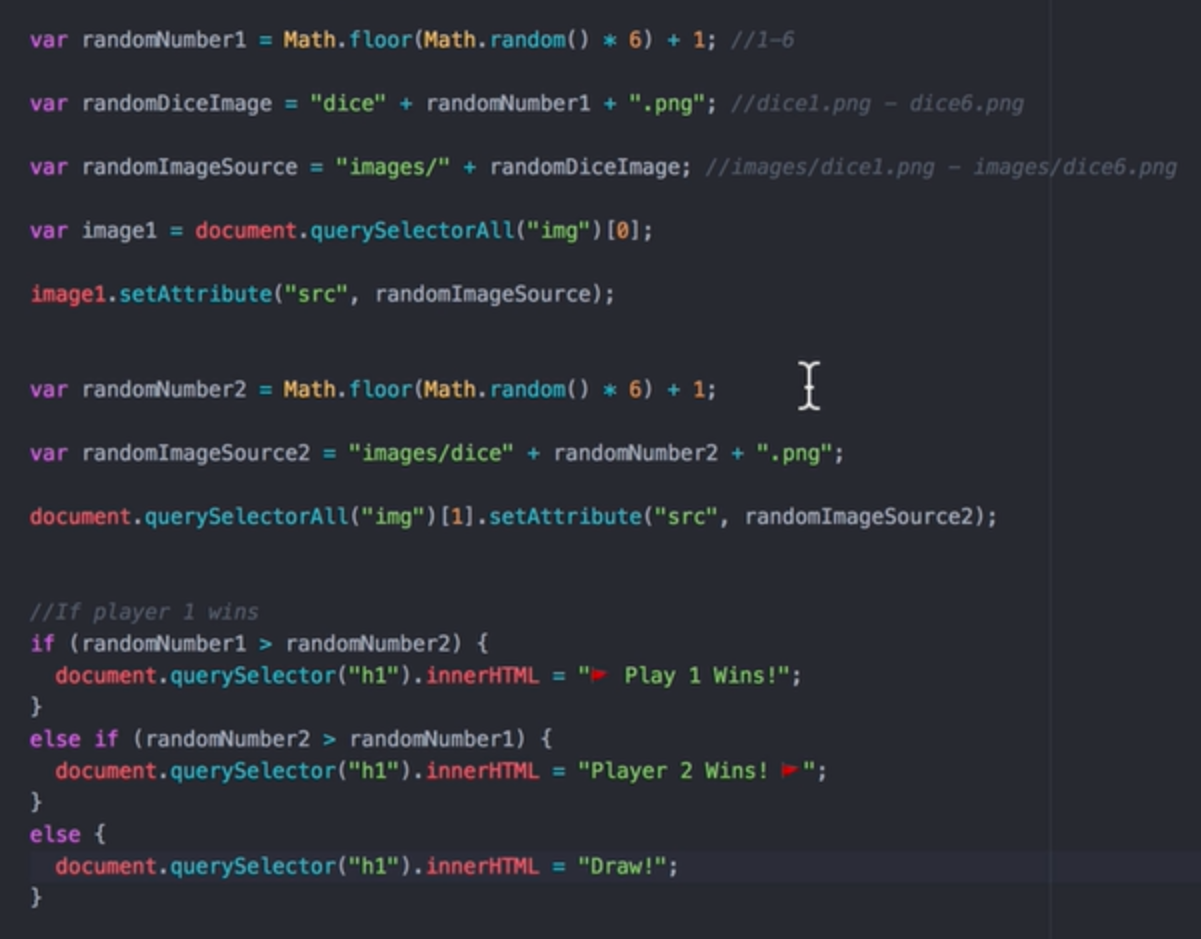 var randomNumber1 = Math.floor(Math.random() * 6) + 1; //1-6
var randomDiceImage = "dice" + randomNumber1 + ".png"; //dice1.png - dice6.png
var randomImageSource = "images/" + randomDiceImage; //images/dice1.png - images/dice6.png
var image1 = document.querySelectorAll("img")[0];
image1.setAttribute("src", randomImageSource);
var randomNumber2 = Math.floor(Math.random() * 6) + 1;
var randomImageSource2 = "images/dice" + randomNumber2 + ".png";
document.querySelectorAll("img")[1].setAttribute("src", randomImageSource2);
//If player 1 wins
if (randomNumber1 > randomNumber2) {
  document.querySelector("h1").innerHTML = "🚩 Play 1 Wins!";
}
else if (randomNumber2 > randomNumber1) {
  document.querySelector("h1").innerHTML = "Player 2 Wins! 🚩";
}
else {
  document.querySelector("h1").innerHTML = "Draw!";
}